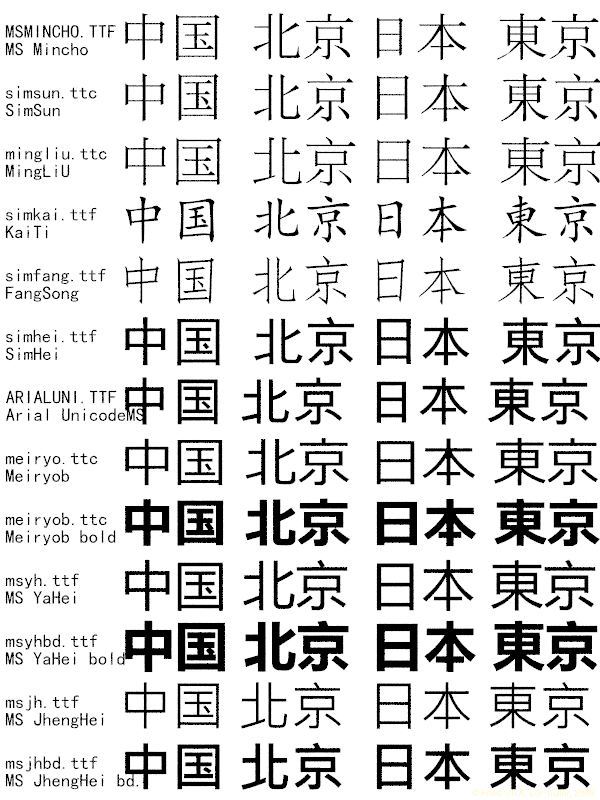 MSMINCHO.TTF 中国 北京 日本 東京
MS Mincho
simsun.ttc 中国 北京 日本 東京
SimSun
mingliu.ttc 中国 北京 日本 東京
MingLiU
simkai.ttf 中国 北京 日本 東京
KaiTi
simfang.ttf 中国 北京 日本 東京
FangSong
simhei.ttf 中国 北京 日本 東京
SimHei
ARIALUNI.TTF 中国 北京 日本 東京
Arial UnicodeMS
meiryo.ttc 中国 北京 日本 東京
Meiryob
meiryob.ttc 中国 北京 日本 東京
Meiryob bold
msyh.ttf 中国 北京 日本 東京
MS YaHei
msyhbd.ttf 中国 北京 日本 東京
MS YaHei bold
msjh.ttf 中国 北京 日本 東京
MS JhengHei
msjhbd.ttf 中国 北京 日本 東京
MS JhengHei bd.